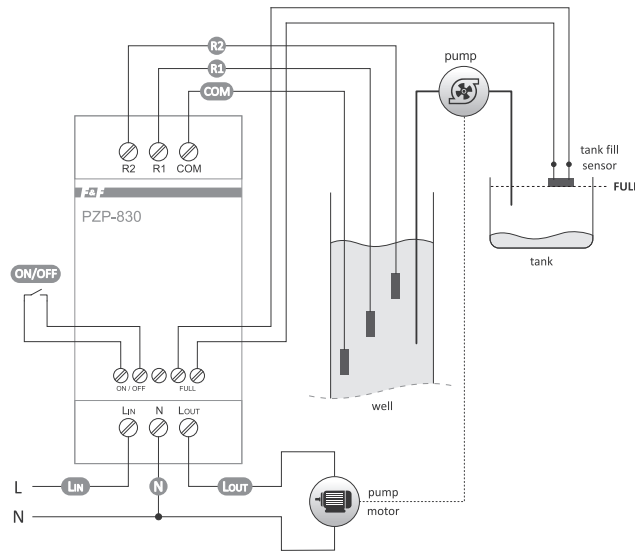 R2
R1
COM
pump
R2 R1 COM
tank fill
sensor
F&F
FULL
PZP-830
tank
ON/OFF
ON / OFF FULL
well
LIN N LOUT
L LIN N LOUT
pump
motor
N